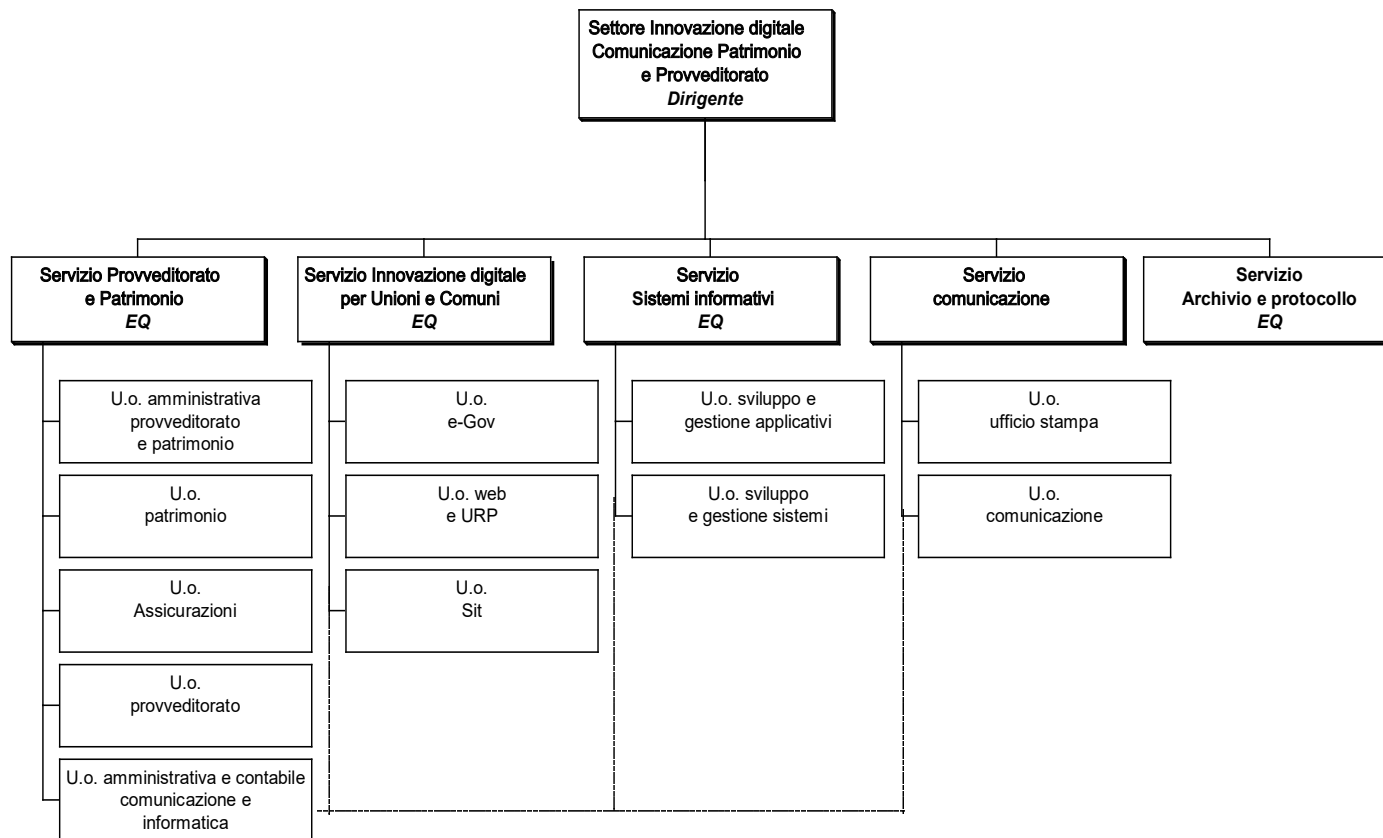 Settore Innovazione digitale
Comunicazione Patrimonio
e Provveditorato
Dirigente
Servizio Provveditorato
e Patrimonio
EQ
Servizio Innovazione digitale
per Unioni e Comuni
EQ
Servizio
Sistemi informativi
EQ
Servizio
comunicazione
Servizio
Archivio e protocollo
EQ
U.o. amministrativa
provveditorato
e patrimonio
U.o.
patrimonio
U.o.
Assicurazioni
U.o.
provveditorato
U.o. amministrativa e contabile
comunicazione e
informatica
U.o.
e-Gov
U.o. web
e URP
U.o.
Sit
U.o. sviluppo e
gestione applicativi
U.o. sviluppo
e gestione sistemi
U.o.
ufficio stampa
U.o.
comunicazione